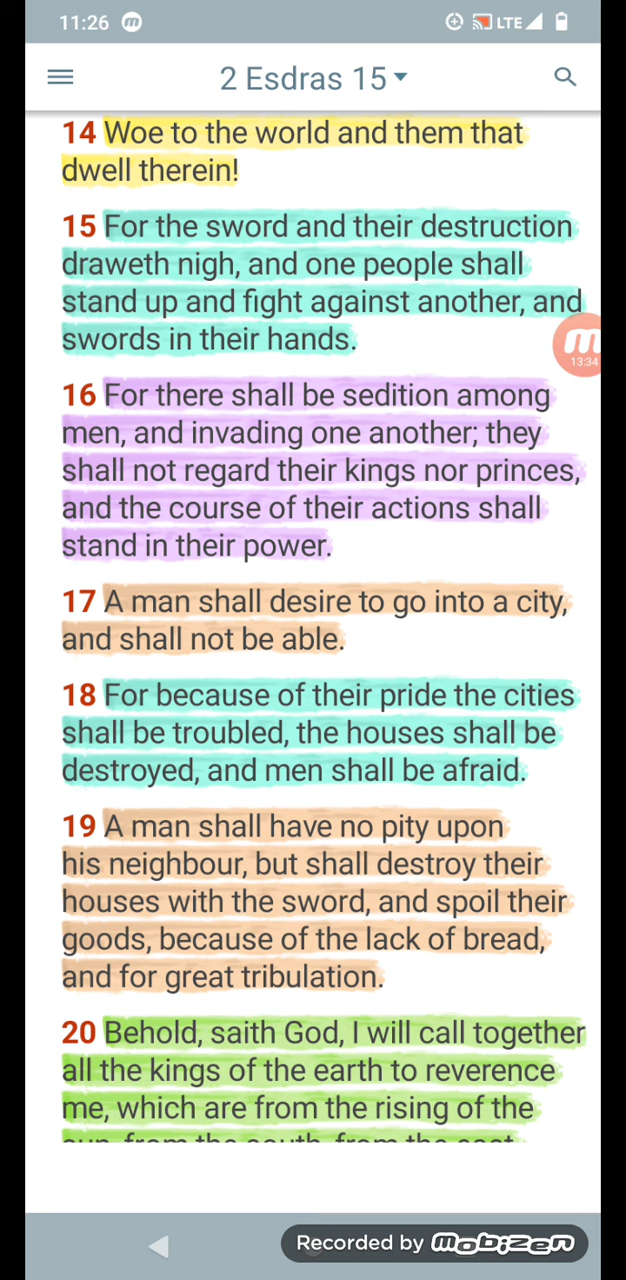 11:26 m LTE
2 Esdras 15
14 Woe to the world and them that
dwell therein!
15 For the sword and their destruction
draweth nigh, and one people shall
stand up and fight against another, and
swords in their hands.
m
13:34
16 For there shall be sedition among
men, and invading one another; they
shall not regard their kings nor princes,
and the course of their actions shall
stand in their power.
17 A man shall desire to go into a city,
and shall not be able.
18 For because of their pride the cities
shall be troubled, the houses shall be
destroyed, and men shall be afraid.
19 A man shall have no pity upon
his neighbour, but shall destroy their
houses with the sword, and spoil their
goods, because of the lack of bread,
and for great tribulation.
20 Behold, saith God, I will call together
all the kings of the earth to reverence
me, which are from the rising of the
sun, from the south, from the east,
Recorded by mobizen